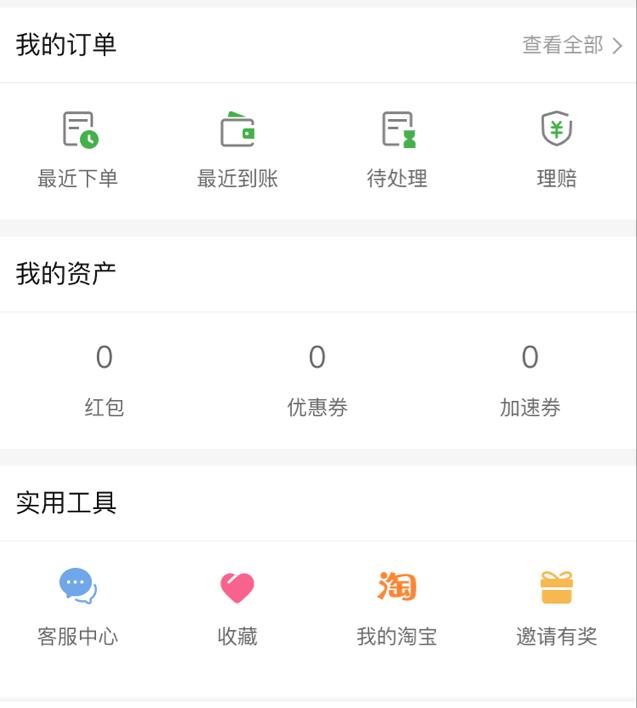 我的订单 查看全部
最近下单 最近到账 待处理 理赔
我的资产
0 0 0
红包 优惠券 加速券
实用工具
淘
客服中心 收藏 我的淘宝 邀请有奖